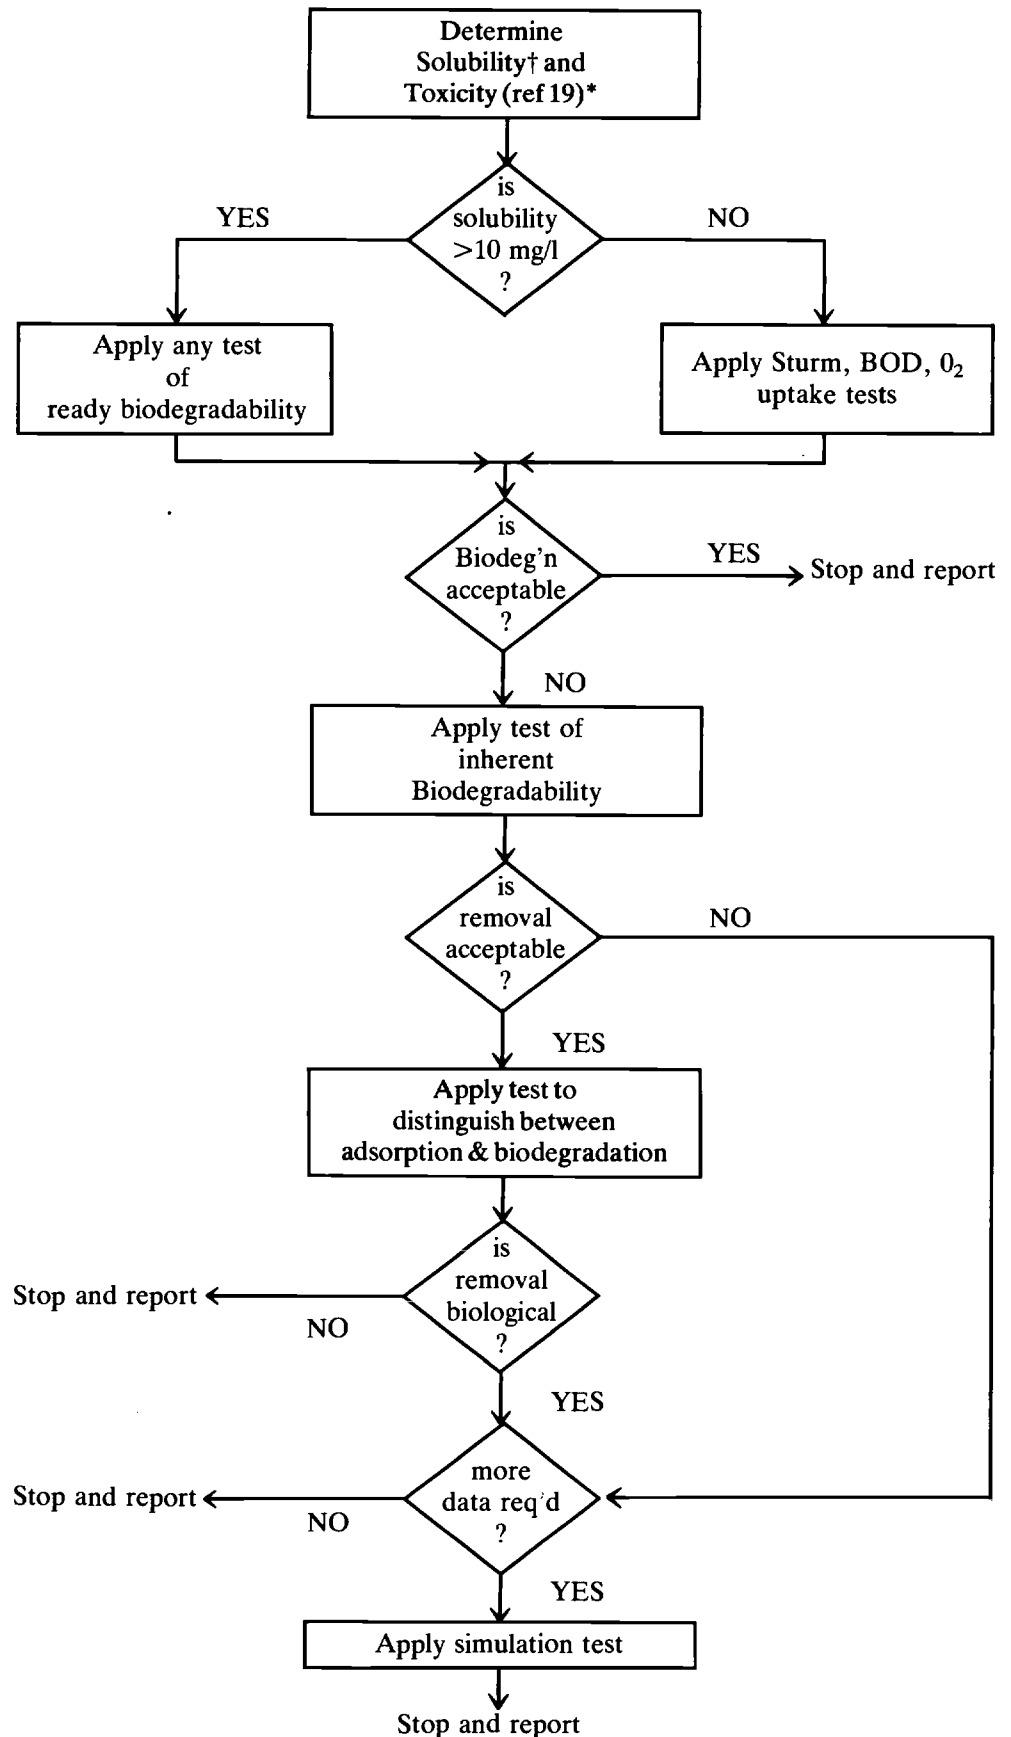 Determine
Solubility† and
Toxicity (ref 19)*
is
solubility
>10 mg/l
?
YES
NO
Apply any test
of
ready biodegradability
Apply Sturm, BOD, 0₂
uptake tests
is
Biodeg'n
acceptable
?
YES
Stop and report
NO
Apply test of
inherent
Biodegradability
is
removal
acceptable
?
NO
YES
Apply test to
distinguish between
adsorption & biodegradation
is
removal
biological
?
Stop and report
NO
YES
more
data req'd
?
Stop and report
NO
YES
Apply simulation test
Stop and report